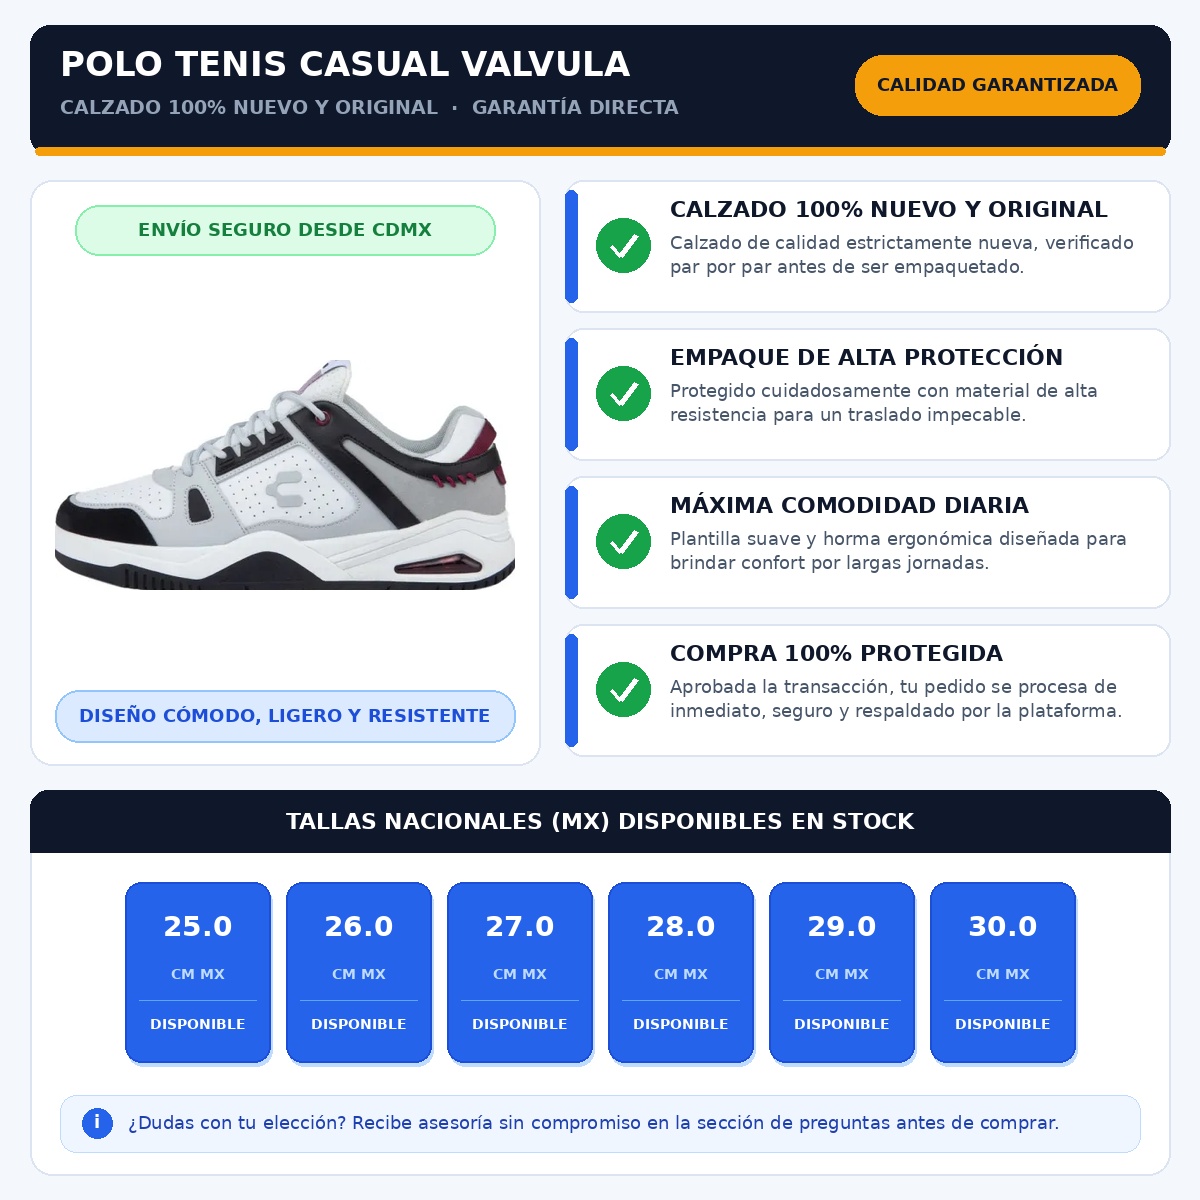 POLO TENIS CASUAL VALVULA
CALZADO 100% NUEVO Y ORIGINAL · GARANTÍA DIRECTA
CALIDAD GARANTIZADA
ENVÍO SEGURO DESDE CDMX
DISEÑO CÓMODO, LIGERO Y RESISTENTE
CALZADO 100% NUEVO Y ORIGINAL
Calzado de calidad estrictamente nueva, verificado
par por par antes de ser empaquetado.
EMPAQUE DE ALTA PROTECCIÓN
Protegido cuidadosamente con material de alta
resistencia para un traslado impecable.
MÁXIMA COMODIDAD DIARIA
Plantilla suave y horma ergonómica diseñada para
brindar confort por largas jornadas.
COMPRA 100% PROTEGIDA
Aprobada la transacción, tu pedido se procesa de
inmediato, seguro y respaldado por la plataforma.
TALLAS NACIONALES (MX) DISPONIBLES EN STOCK
25.0
CM MX
DISPONIBLE
26.0
CM MX
DISPONIBLE
27.0
CM MX
DISPONIBLE
28.0
CM MX
DISPONIBLE
29.0
CM MX
DISPONIBLE
30.0
CM MX
DISPONIBLE
i ¿Dudas con tu elección? Recibe asesoría sin compromiso en la sección de preguntas antes de comprar.